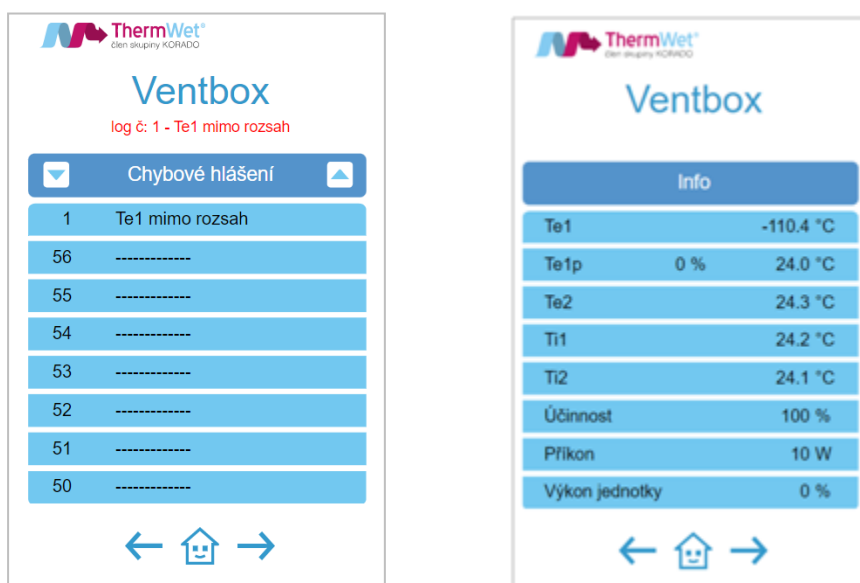 ThermWet®
člen skupiny KORADO
Ventbox
log č: 1 - Te1 mimo rozsah
Chybové hlášení
1 Te1 mimo rozsah
56 -------------
55 -------------
54 -------------
53 -------------
52 -------------
51 -------------
50 -------------
ThermWet®
člen skupiny KORADO
Ventbox
Info
Te1 -110.4 °C
Te1p 0 % 24.0 °C
Te2 24.3 °C
Ti1 24.2 °C
Ti2 24.1 °C
Účinnost 100 %
Příkon 10 W
Výkon jednotky 0 %